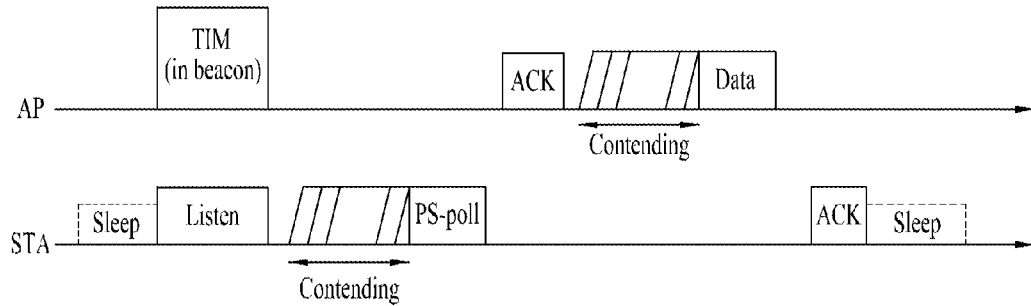 TIM
(in beacon)
ACK
Data
AP
Contending
Sleep
Listen
PS-poll
ACK
Sleep
STA
Contending